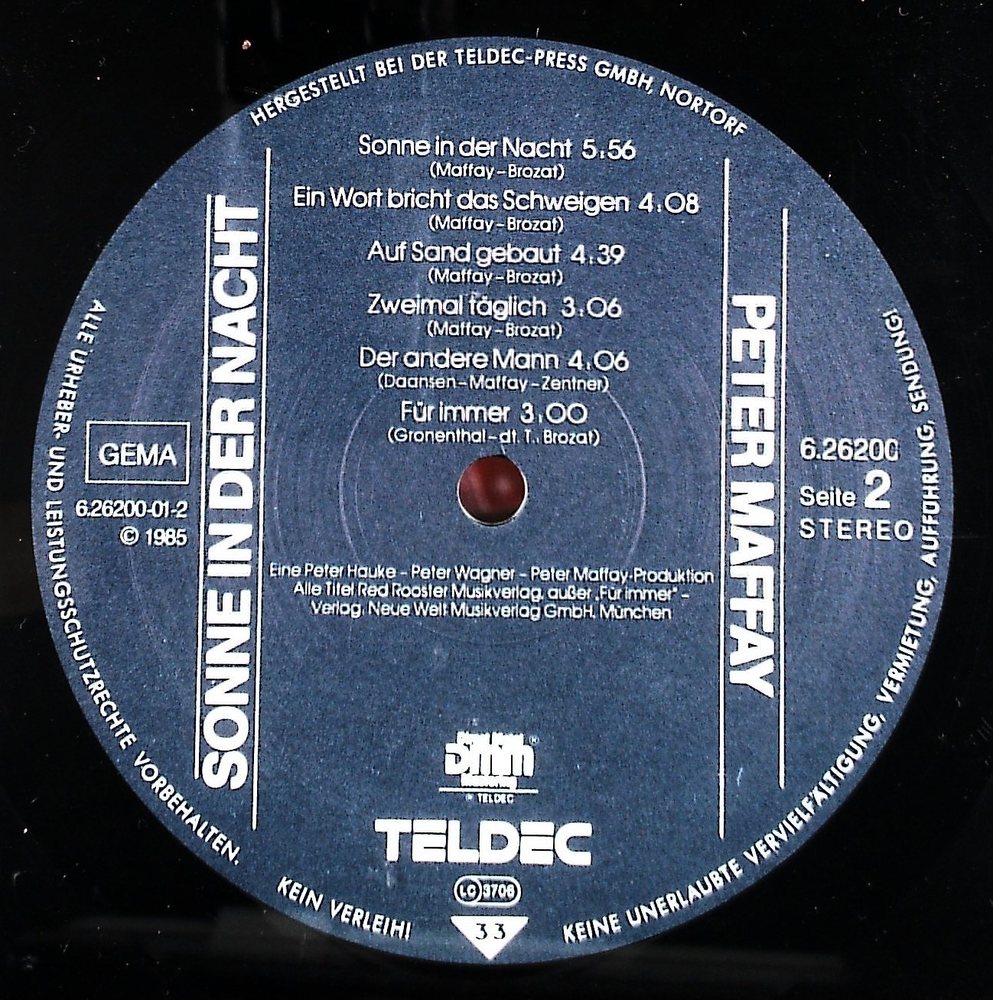 HERGESTELLT BEI DER TELDEC-PRESS GMBH, NORTORF
Sonne in der Nacht 5:56
(Maffay–Brozat)
Ein Wort bricht das Schweigen 4:08
(Maffay–Brozat)
Auf Sand gebaut 4:39
(Maffay–Brozat)
Zweimal täglich 3:06
(Maffay–Brozat)
Der andere Mann 4:06
(Daansen–Maffay–Zentner)
Für immer 3:00
(Gronenthal–dt. T.: Brozat)
SONNE IN DER NACHT
PETER MAFFAY
GEMA
6.26200-01-2
© 1985
6.26200
Seite 2
STEREO
Eine Peter Hauke – Peter Wagner – Peter Maffay-Produktion
Alle Titel Red Rooster Musikverlag, außer „Für immer“ –
Verlag: Neue Welt Musikverlag GmbH, München
DMM ®
Mastering
℗ TELDEC
TELDEC
LC 3706
33
ALLE URHEBER- UND LEISTUNGSSCHUTZRECHTE VORBEHALTEN.
KEIN VERLEIH!
KEINE UNERLAUBTE VERVIELFÄLTIGUNG, VERMIETUNG, AUFFÜHRUNG, SENDUNG!